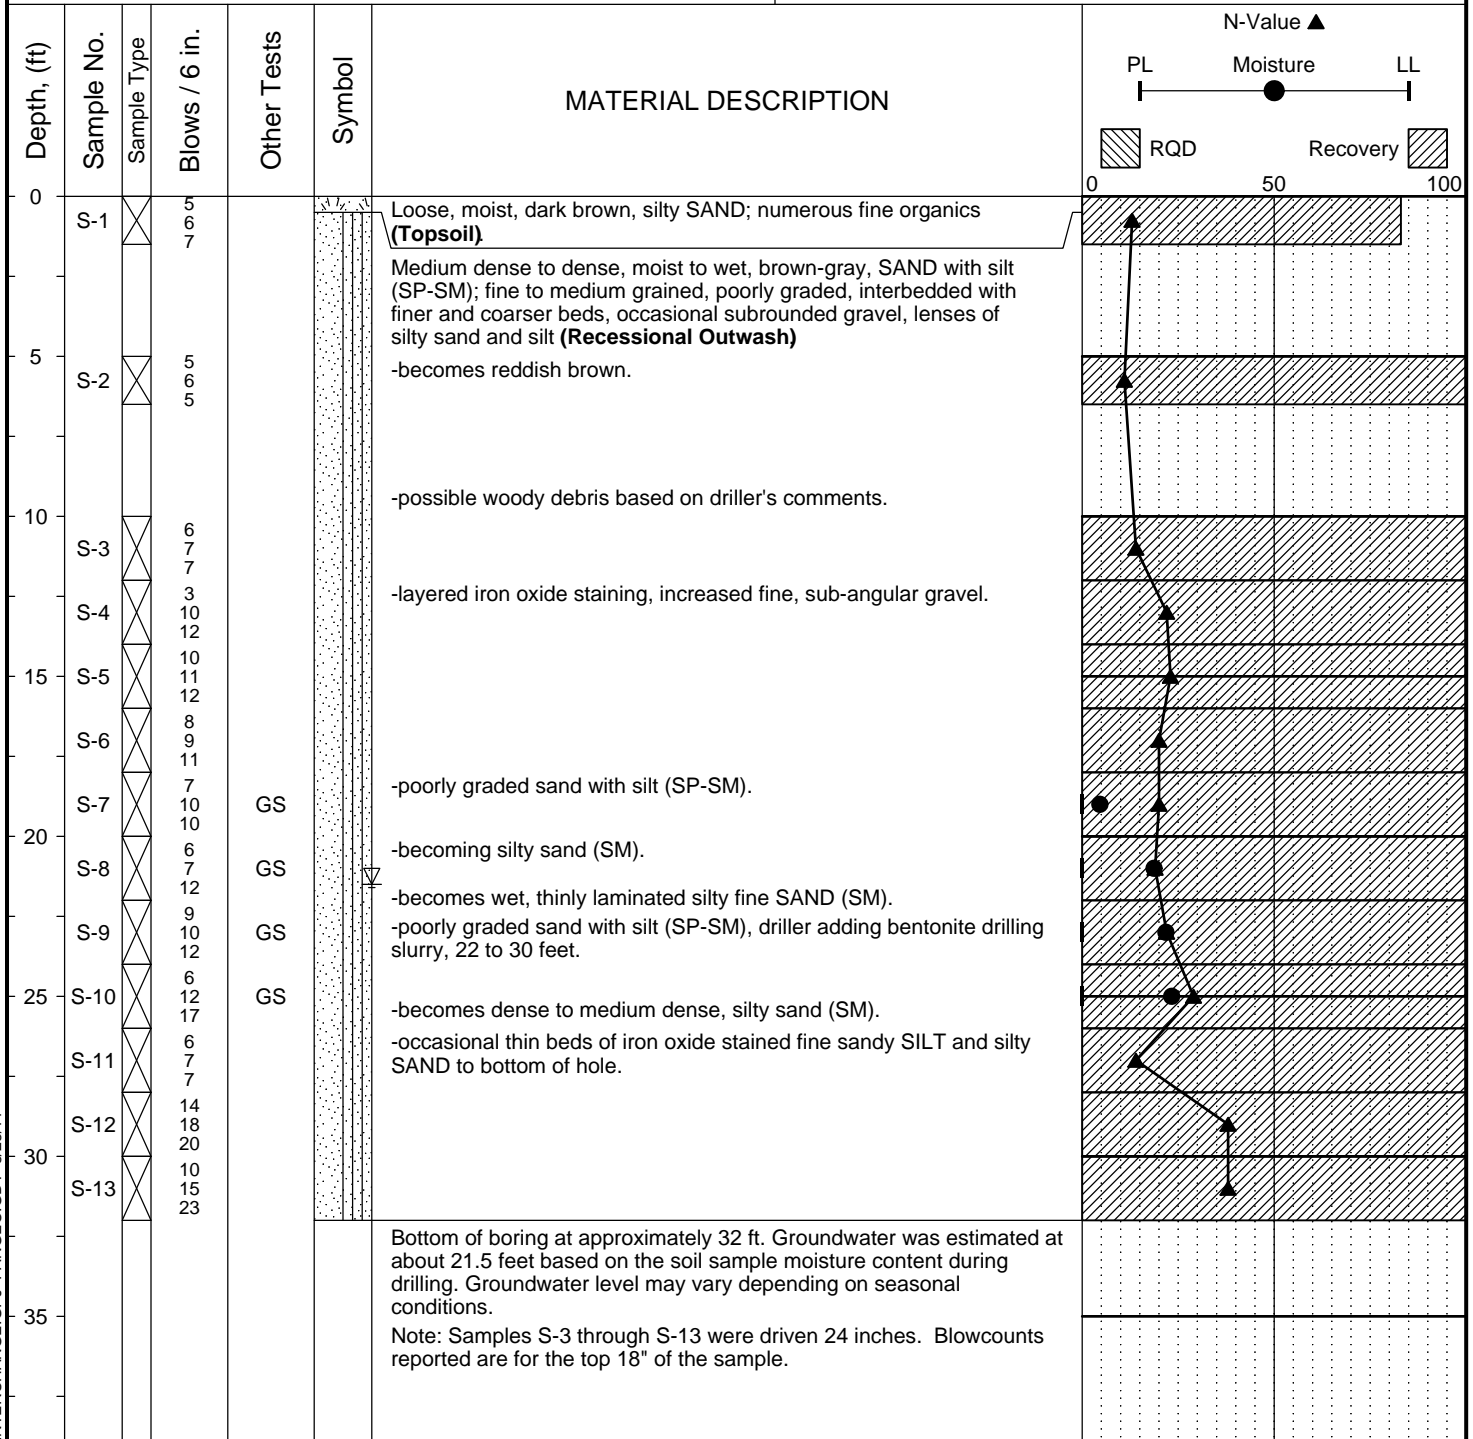 Depth, (ft)
Sample No.
Sample Type
Blows / 6 in.
Other Tests
Symbol
MATERIAL DESCRIPTION
N-Value ▲
PL Moisture LL
RQD Recovery
0 50 100
0
S-1
5
6
7
Loose, moist, dark brown, silty SAND; numerous fine organics
(Topsoil).
Medium dense to dense, moist to wet, brown-gray, SAND with silt
(SP-SM); fine to medium grained, poorly graded, interbedded with
finer and coarser beds, occasional subrounded gravel, lenses of
silty sand and silt (Recessional Outwash)
5
S-2
5
6
5
-becomes reddish brown.
-possible woody debris based on driller's comments.
10
S-3
6
7
7
S-4
3
10
12
-layered iron oxide staining, increased fine, sub-angular gravel.
15
S-5
10
11
12
S-6
8
9
11
S-7
7
10
10
GS
-poorly graded sand with silt (SP-SM).
20
S-8
6
7
12
GS
-becoming silty sand (SM).
-becomes wet, thinly laminated silty fine SAND (SM).
S-9
9
10
12
GS
-poorly graded sand with silt (SP-SM), driller adding bentonite drilling
slurry, 22 to 30 feet.
25
S-10
6
12
17
GS
-becomes dense to medium dense, silty sand (SM).
S-11
6
7
7
-occasional thin beds of iron oxide stained fine sandy SILT and silty
SAND to bottom of hole.
S-12
14
18
20
30
S-13
10
15
23
Bottom of boring at approximately 32 ft. Groundwater was estimated at
about 21.5 feet based on the soil sample moisture content during
drilling. Groundwater level may vary depending on seasonal
conditions.
35
Note: Samples S-3 through S-13 were driven 24 inches. Blowcounts
reported are for the top 18" of the sample.